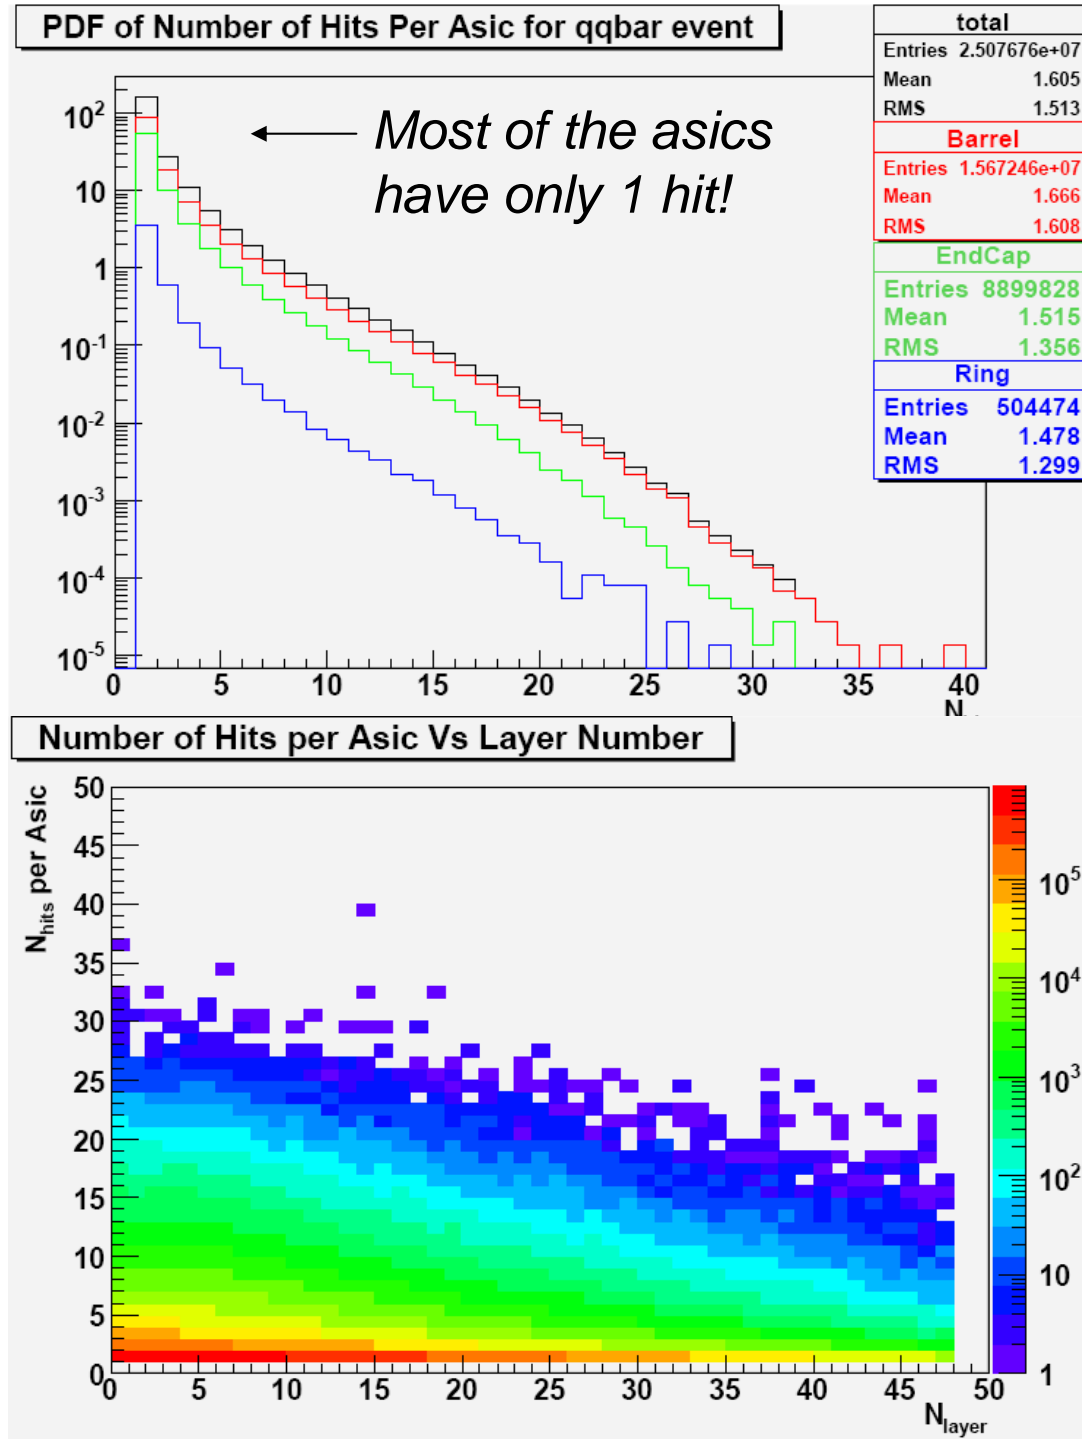 PDF of Number of Hits Per Asic for qqbar event
total
Entries 2.507676e+07
Mean 1.605
RMS 1.513
Barrel
Entries 1.567246e+07
Mean 1.666
RMS 1.608
EndCap
Entries 8899828
Mean 1.515
RMS 1.356
Ring
Entries 504474
Mean 1.478
RMS 1.299
Most of the asics
have only 1 hit!
10²
10
1
10⁻¹
10⁻²
10⁻³
10⁻⁴
10⁻⁵
0 5 10 15 20 25 30 35 40
N
Number of Hits per Asic Vs Layer Number
N_hits per Asic
50
45
40
35
30
25
20
15
10
5
0
0 5 10 15 20 25 30 35 40 45 50
N_layer
10⁵
10⁴
10³
10²
10
1